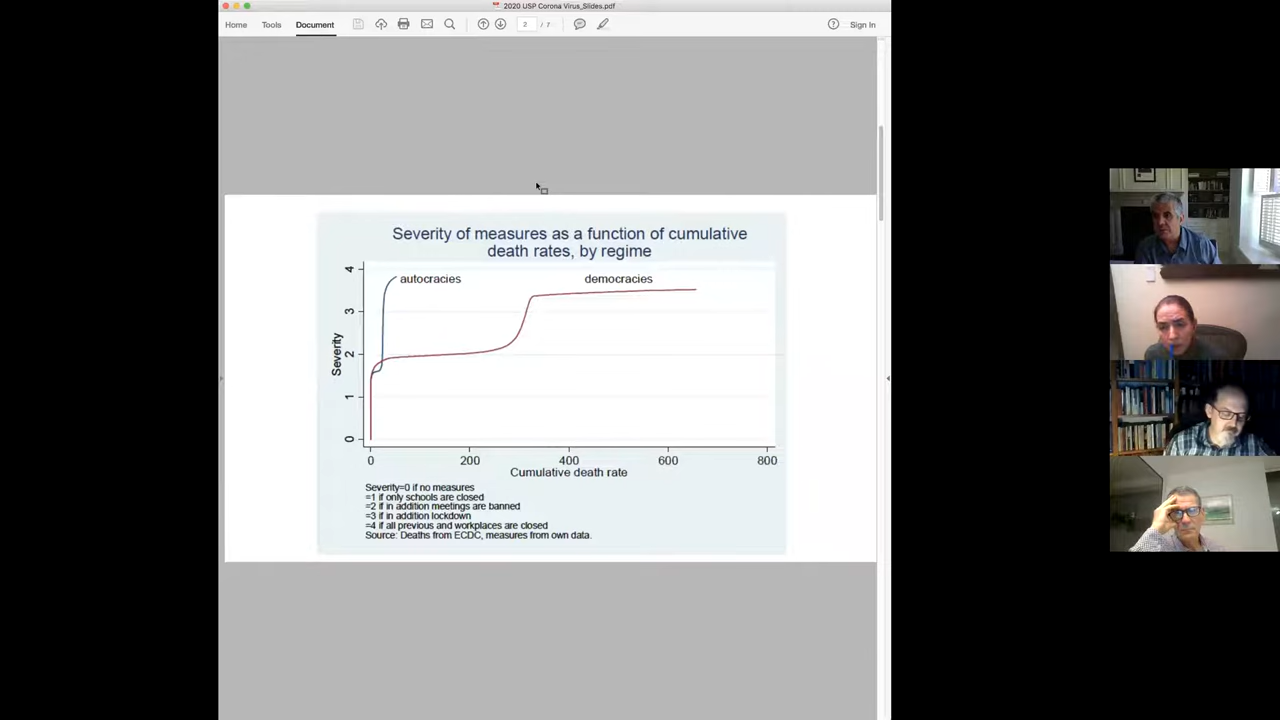 2020 USP Corona Virus_Slides.pdf
Home Tools Document 2 / 7 Sign In
Severity of measures as a function of cumulative
death rates, by regime
autocracies democracies
4
3
2
1
0
Severity
0 200 400 600 800
Cumulative death rate
Severity=0 if no measures
=1 if only schools are closed
=2 if in addition meetings are banned
=3 if in addition lockdown
=4 if all previous and workplaces are closed
Source: Deaths from ECDC, measures from own data.